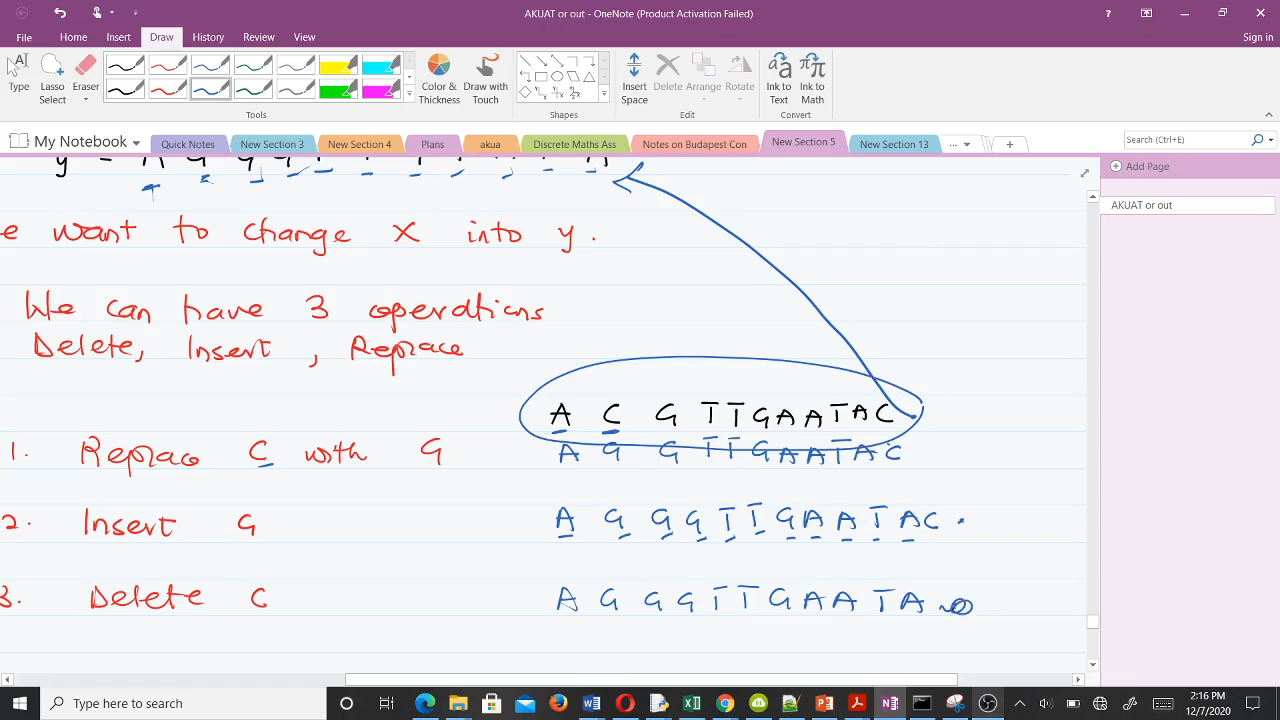 AKUAT or out - OneNote (Product Activation Failed)
File Home Insert Draw History Review View Sign in
Type Lasso Select Eraser Color & Thickness Draw with Touch Insert Space Delete Arrange Rotate Ink to Text Ink to Math
Tools Shapes Edit Convert
My Notebook Quick Notes New Section 3 New Section 4 Plans akua Discrete Maths Ass Notes on Budapest Con New Section 5 New Section 13 ... Search (Ctrl+E)
Add Page
AKUAT or out
y = A G G G
e want to change X into y.
We can have 3 operations
Delete, Insert, Replace
A C G T T G A A T A C
1. Replace C with G A G G T T G A A T A C
2. Insert G A G G G T T G A A T A C
3. Delete C A G G G T T G A A T A
Type here to search
2:16 PM
12/7/2020